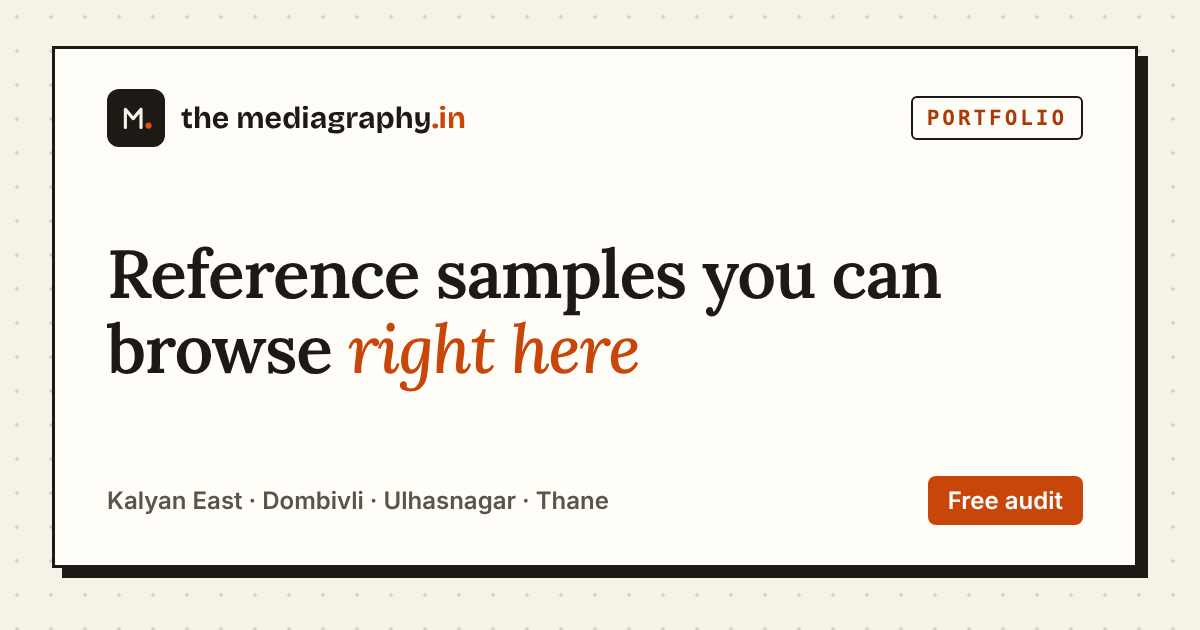 M.
the mediagraphy.in
PORTFOLIO
Reference samples you can
browse right here
Kalyan East · Dombivli · Ulhasnagar · Thane
Free audit